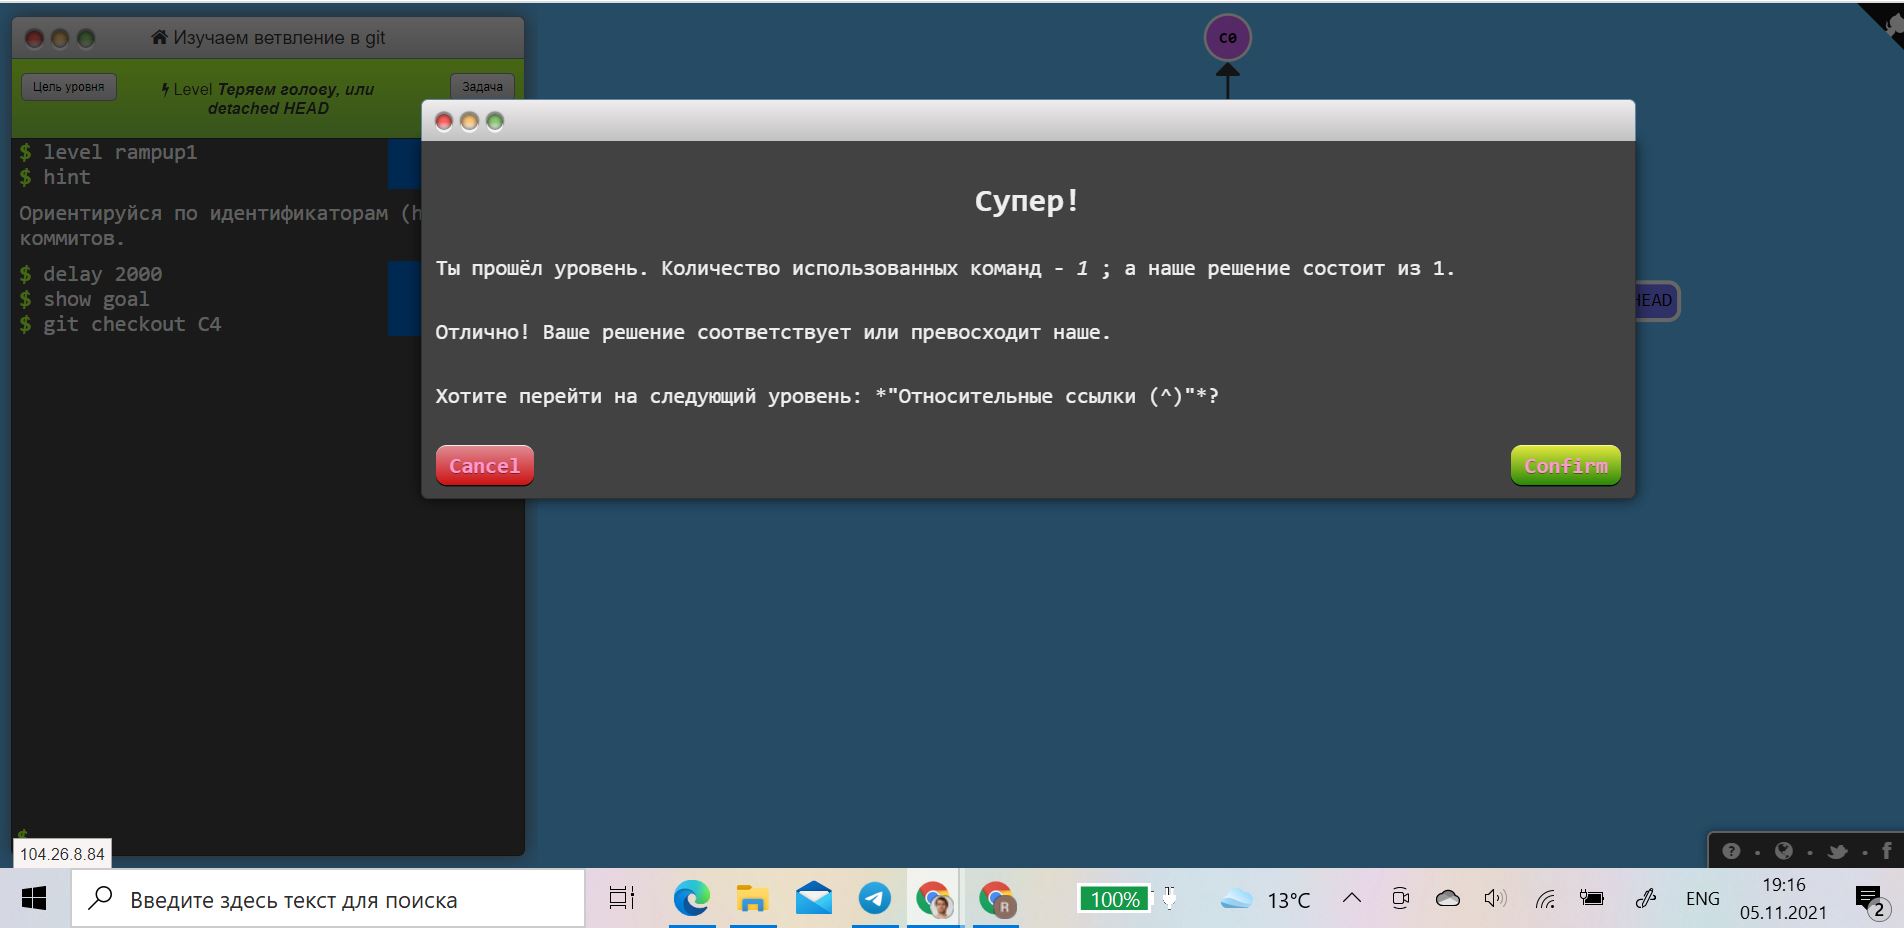 Изучаем ветвление в git
Цель уровня
Level Теряем голову, или
detached HEAD
Задача
$ level rampup1
$ hint
Ориентируйся по идентификаторам (h
коммитов.
$ delay 2000
$ show goal
$ git checkout C4
$
C0
HEAD
Супер!
Ты прошёл уровень. Количество использованных команд - 1 ; а наше решение состоит из 1.
Отлично! Ваше решение соответствует или превосходит наше.
Хотите перейти на следующий уровень: *"Относительные ссылки (^)"*?
Cancel
Confirm
104.26.8.84
Введите здесь текст для поиска
R
100%
13°C
ENG
19:16
05.11.2021
2